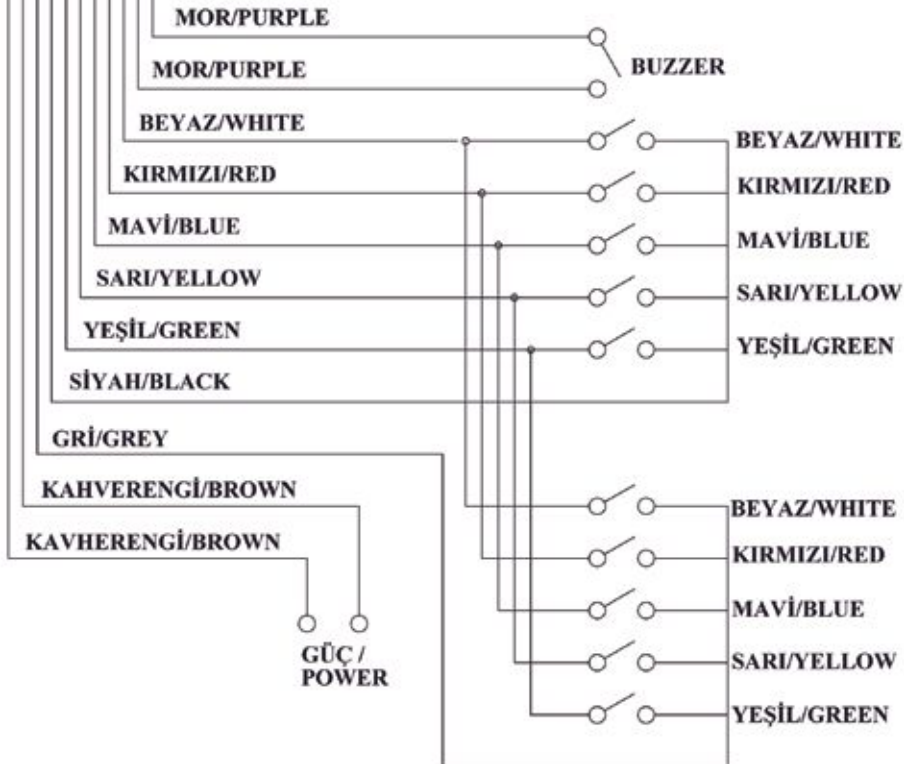 MOR/PURPLE
MOR/PURPLE
BUZZER
BEYAZ/WHITE
BEYAZ/WHITE
KIRMIZI/RED
KIRMIZI/RED
MAVİ/BLUE
MAVİ/BLUE
SARI/YELLOW
SARI/YELLOW
YEŞİL/GREEN
YEŞİL/GREEN
SİYAH/BLACK
GRİ/GREY
KAHVERENGİ/BROWN
BEYAZ/WHITE
KAVHERENGİ/BROWN
KIRMIZI/RED
MAVİ/BLUE
GÜÇ /
POWER
SARI/YELLOW
YEŞİL/GREEN